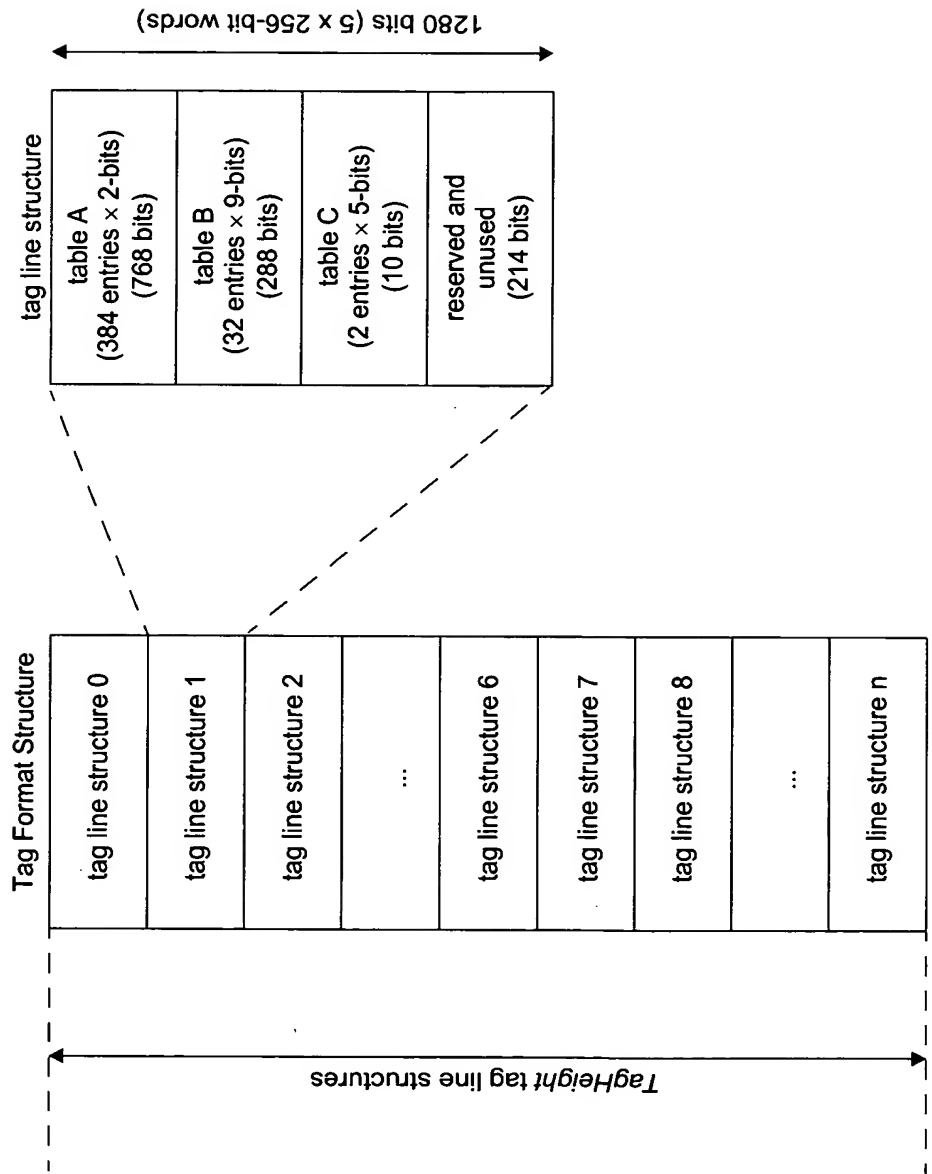 Tag Format Structure
tag line structure 0
tag line structure 1
tag line structure 2
...
tag line structure 6
tag line structure 7
tag line structure 8
...
tag line structure n
TagHeight tag line structures
tag line structure
table A
(384 entries × 2-bits)
(768 bits)
table B
(32 entries × 9-bits)
(288 bits)
table C
(2 entries × 5-bits)
(10 bits)
reserved and
unused
(214 bits)
1280 bits (5 x 256-bit words)